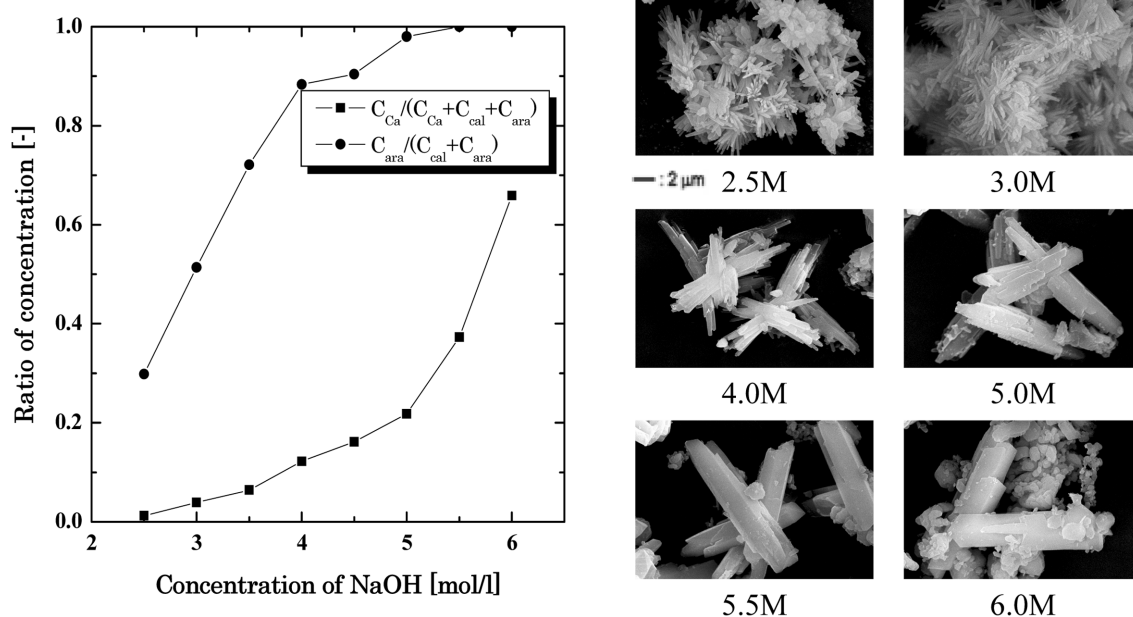 1.0
0.8
0.6
0.4
0.2
0.0
2
3
4
5
6
Ratio of concentration [-]
Concentration of NaOH [mol/l]
C_Ca/(C_Ca+C_cal+C_ara)
C_ara/(C_cal+C_ara)
: 2 μm
2.5M
3.0M
4.0M
5.0M
5.5M
6.0M